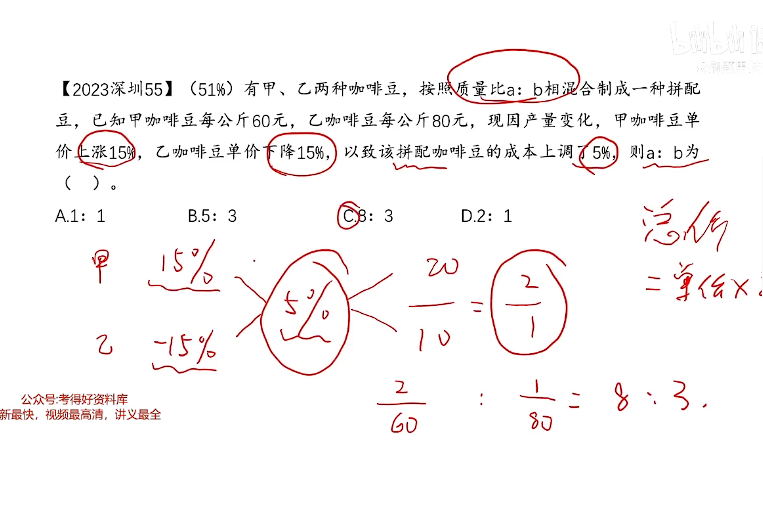 【2023深圳55】（51%）有甲、乙两种咖啡豆，按照质量比a：b相混合制成一种拼配
豆，已知甲咖啡豆每公斤60元，乙咖啡豆每公斤80元，现因产量变化，甲咖啡豆单
价上涨15%，乙咖啡豆单价下降15%，以致该拼配咖啡豆的成本上调了5%，则a：b为
（ ）。
A.1：1 B.5：3 C.8：3 D.2：1
总价
=单价×
甲 15%
5%
20
10
=
2
1
乙 -15%
公众号:考得好资料库
新最快，视频最高清，讲义最全
2
60
:
1
80
= 8 : 3.